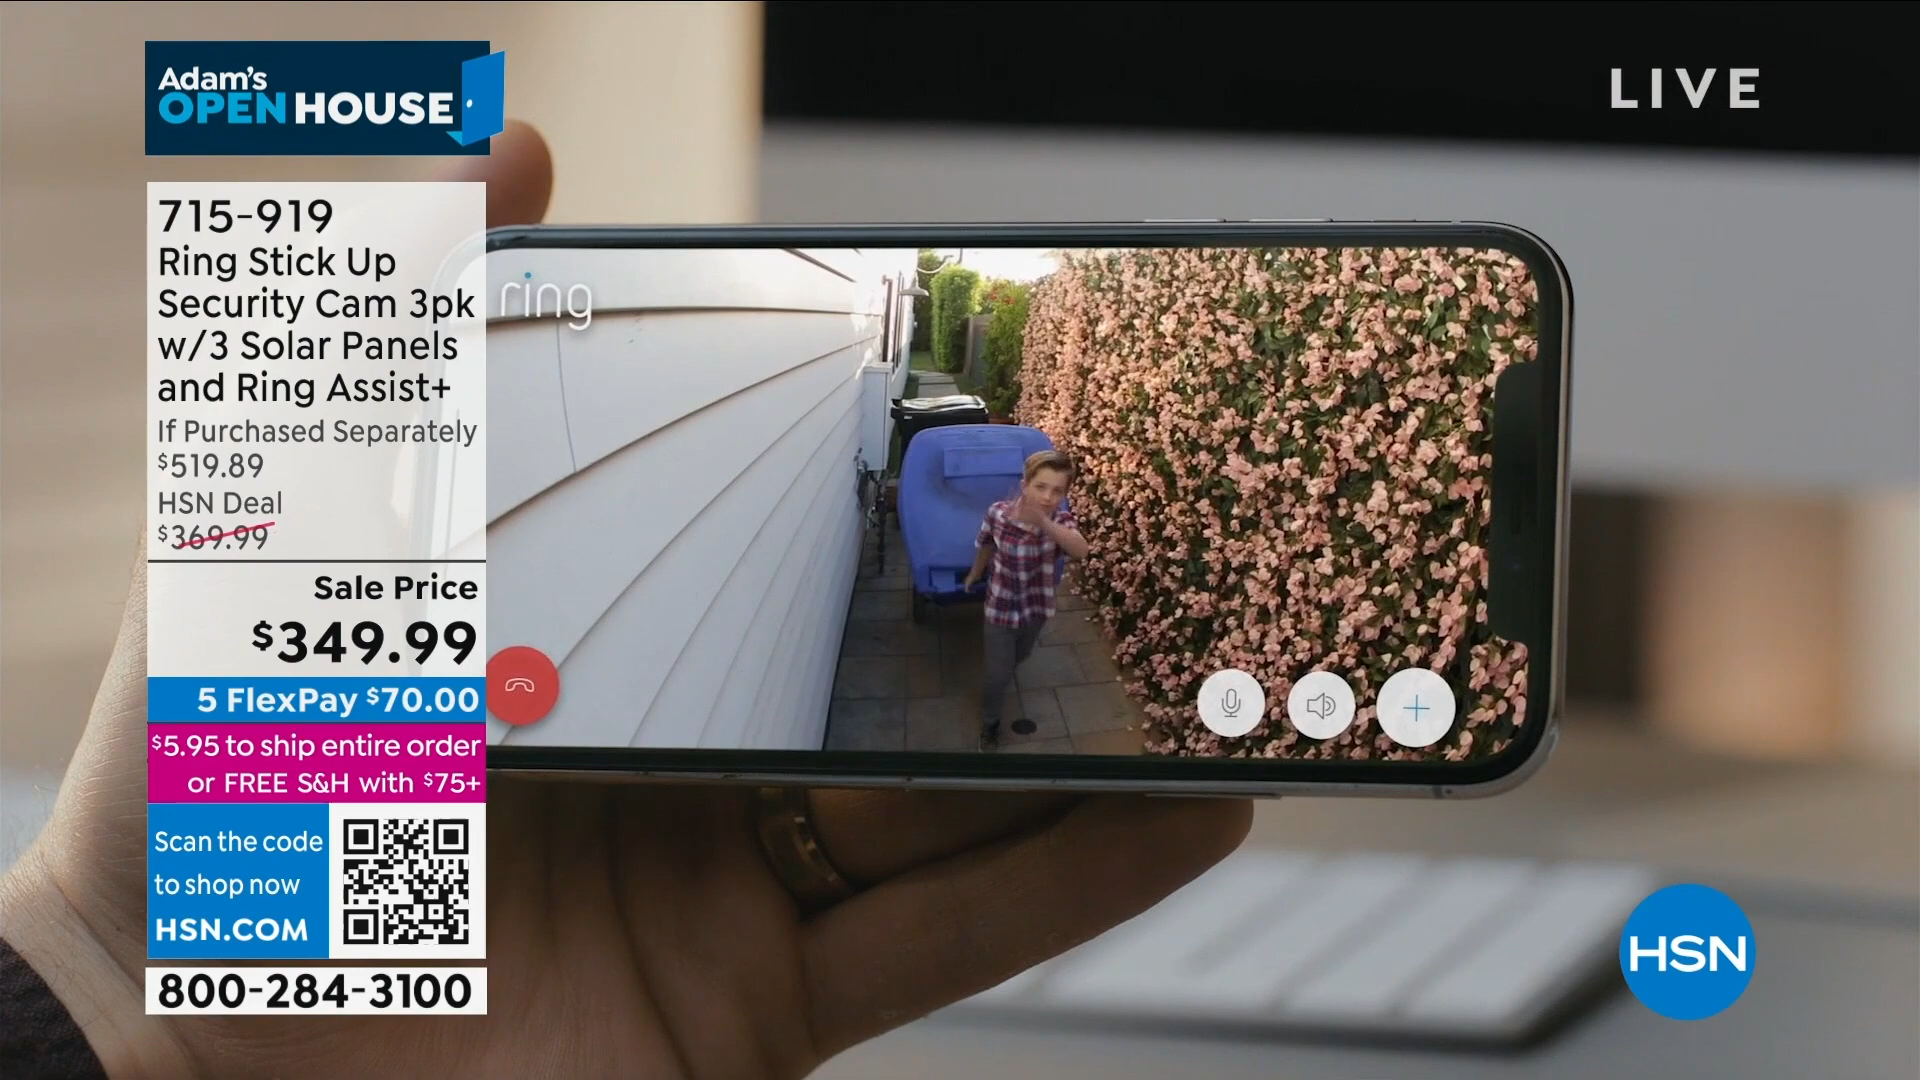 Adam's
OPEN HOUSE
LIVE
715-919
Ring Stick Up
Security Cam 3pk
w/3 Solar Panels
and Ring Assist+
If Purchased Separately
$519.89
HSN Deal
$369.99
Sale Price
$349.99
5 FlexPay $70.00
$5.95 to ship entire order
or FREE S&H with $75+
Scan the code
to shop now
HSN.COM
800-284-3100
ring
HSN